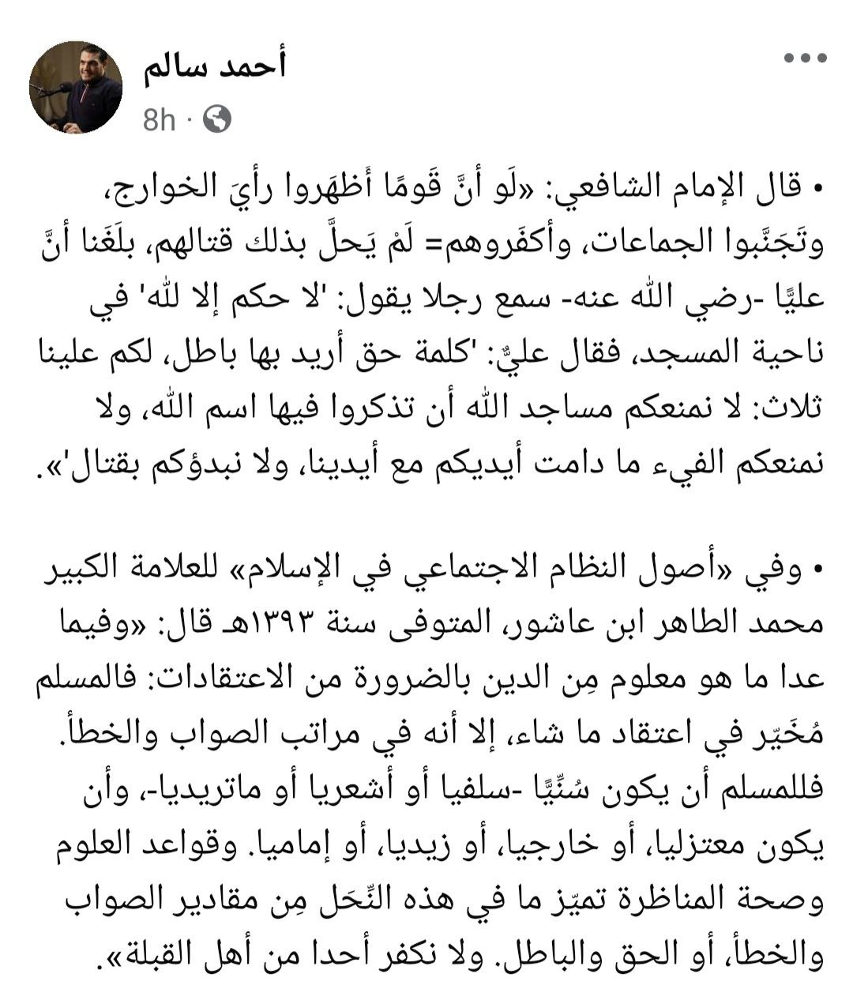 أحمد سالم
8h ·
• قال الإمام الشافعي: «لَو أنَّ قَومًا أَظهَروا رأيَ الخوارج،
وتَجَنَّبوا الجماعات، وأكفَروهم= لَمْ يَحلَّ بذلك قتالهم، بلَغَنا أنَّ
عليًّا -رضي الله عنه- سمع رجلا يقول: 'لا حكم إلا لله' في
ناحية المسجد، فقال عليٌّ: 'كلمة حق أريد بها باطل، لكم علينا
ثلاث: لا نمنعكم مساجد الله أن تذكروا فيها اسم الله، ولا
نمنعكم الفيء ما دامت أيديكم مع أيدينا، ولا نبدؤكم بقتال'».
• وفي «أصول النظام الاجتماعي في الإسلام» للعلامة الكبير
محمد الطاهر ابن عاشور، المتوفى سنة ١٣٩٣هـ قال: «وفيما
عدا ما هو معلوم مِن الدين بالضرورة من الاعتقادات: فالمسلم
مُخَيّر في اعتقاد ما شاء، إلا أنه في مراتب الصواب والخطأ.
فللمسلم أن يكون سُنِّيًّا -سلفيا أو أشعريا أو ماتريديا-، وأن
يكون معتزليا، أو خارجيا، أو زيديا، أو إماميا. وقواعد العلوم
وصحة المناظرة تميّز ما في هذه النِّحَل مِن مقادير الصواب
والخطأ، أو الحق والباطل. ولا نكفر أحدا من أهل القبلة».